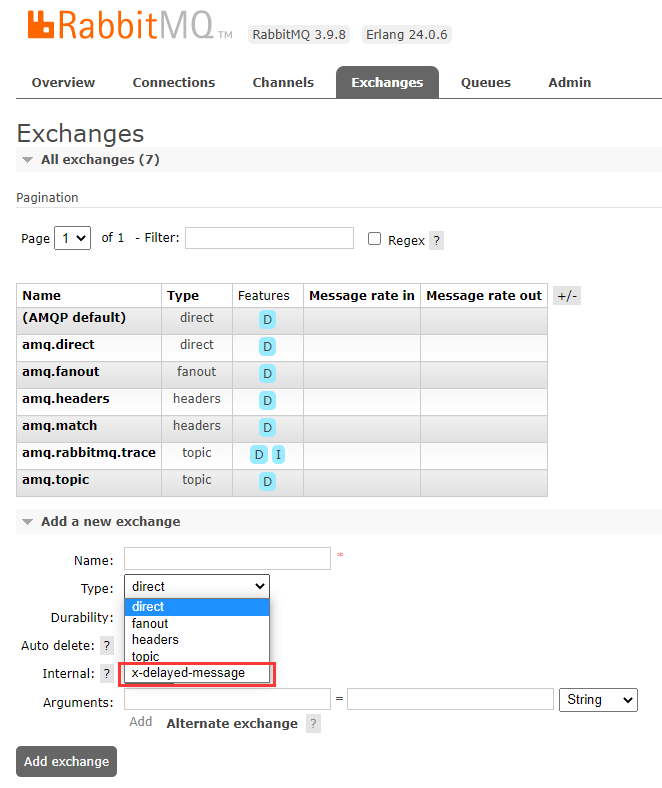 RabbitMQ TM RabbitMQ 3.9.8 Erlang 24.0.6
Overview Connections Channels Exchanges Queues Admin
Exchanges
All exchanges (7)
Pagination
Page 1 of 1 - Filter: Regex ?
Name Type Features Message rate in Message rate out +/-
(AMQP default) direct D
amq.direct direct D
amq.fanout fanout D
amq.headers headers D
amq.match headers D
amq.rabbitmq.trace topic D I
amq.topic topic D
Add a new exchange
Name: *
Type: direct
direct
Durability:
fanout
headers
Auto delete: ?
topic
Internal: ? x-delayed-message
Arguments: = String
Add Alternate exchange ?
Add exchange